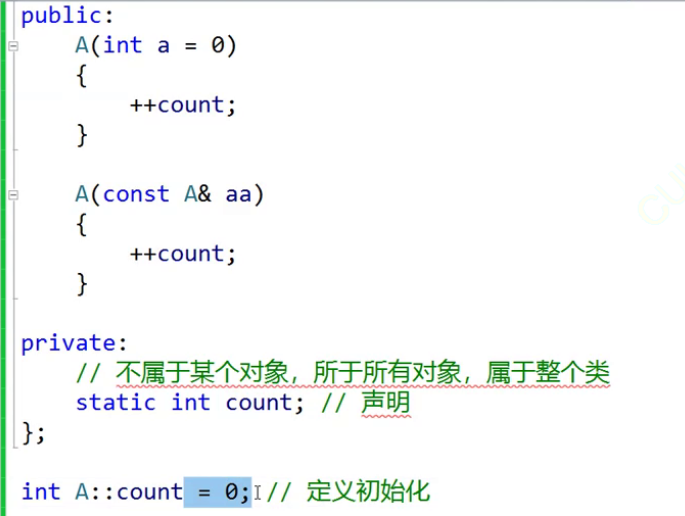 public:
A(int a = 0)
{
++count;
}
A(const A& aa)
{
++count;
}
private:
// 不属于某个对象，所于所有对象，属于整个类
static int count; // 声明
};
int A::count = 0; // 定义初始化